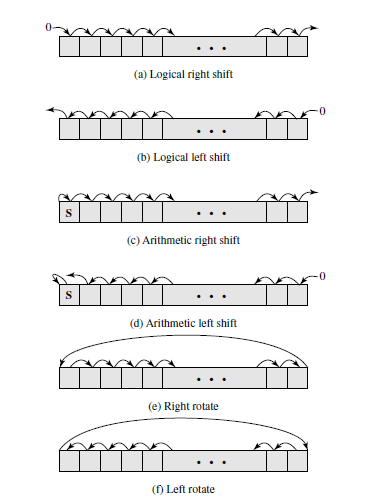 0
• • •
(a) Logical right shift
0
• • •
(b) Logical left shift
S
• • •
(c) Arithmetic right shift
0
S
• • •
(d) Arithmetic left shift
• • •
(e) Right rotate
• • •
(f) Left rotate